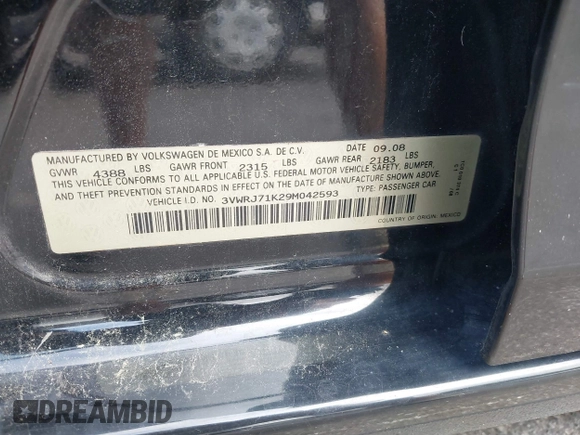 MANUFACTURED BY VOLKSWAGEN DE MEXICO S.A. DE C.V. DATE 09.08
GVWR 4388 LBS GAWR FRONT 2315 LBS GAWR REAR 2183 LBS
THIS VEHICLE CONFORMS TO ALL APPLICABLE U.S. FEDERAL MOTOR VEHICLE SAFETY, BUMPER,
AND THEFT PREVENTION STANDARDS IN EFFECT ON THE DATE OF MANUFACTURE SHOWN ABOVE.
VEHICLE I.D. NO. 3VWRJ71K29M042593 TYPE: PASSENGER CAR
COUNTRY OF ORIGIN: MEXICO
DREAMBID